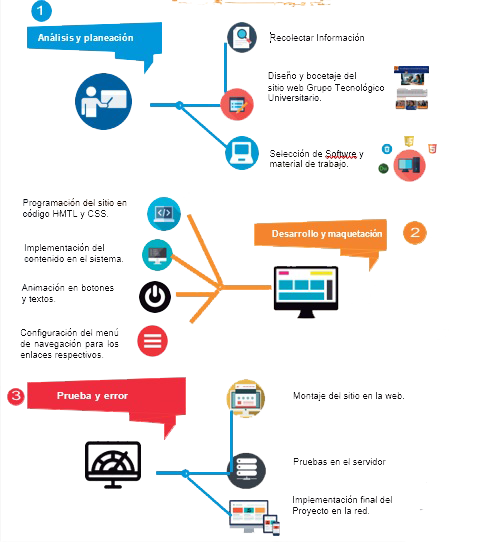 1
Análisis y planeación
Recolectar Información
Diseño y bocetaje del
sitio web Grupo Tecnológico
Universitario.
Selección de Softwre y
material de trabajo.
Programación del sitio en
código HMTL y CSS.
Implementación del
contenido en el sistema.
Animación en botones
y textos.
Configuración del menú
de navegación para los
enlaces respectivos.
Desarrollo y maquetación
2
3
Prueba y error
Montaje del sitio en la web.
Pruebas en el servidor
Implementación final del
Proyecto en la red.